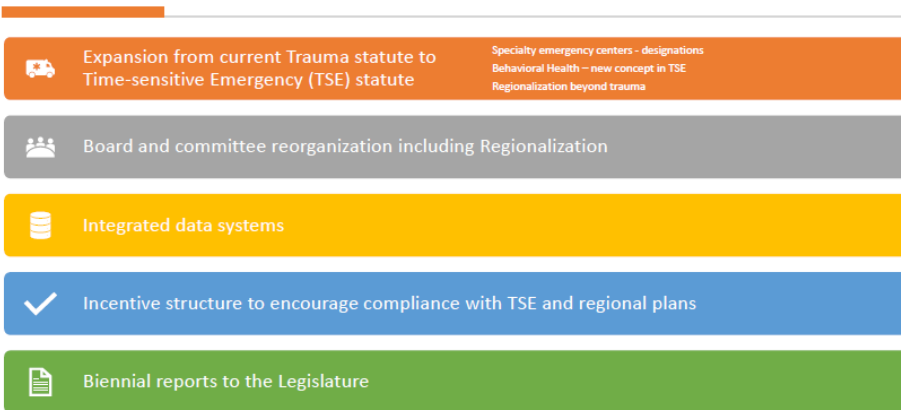 Expansion from current Trauma statute to
Time-sensitive Emergency (TSE) statute
Specialty emergency centers - designations
Behavioral Health – new concept in TSE
Regionalization beyond trauma
Board and committee reorganization including Regionalization
Integrated data systems
Incentive structure to encourage compliance with TSE and regional plans
Biennial reports to the Legislature